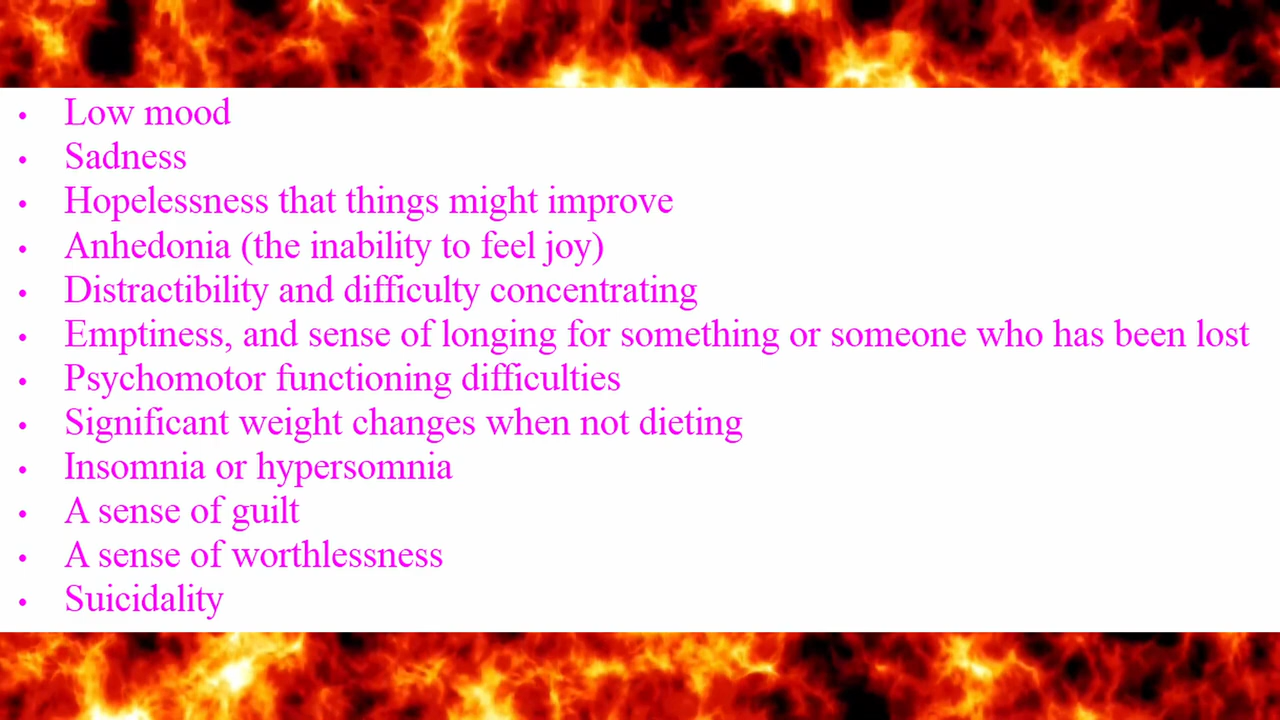 • Low mood
• Sadness
• Hopelessness that things might improve
• Anhedonia (the inability to feel joy)
• Distractibility and difficulty concentrating
• Emptiness, and sense of longing for something or someone who has been lost
• Psychomotor functioning difficulties
• Significant weight changes when not dieting
• Insomnia or hypersomnia
• A sense of guilt
• A sense of worthlessness
• Suicidality